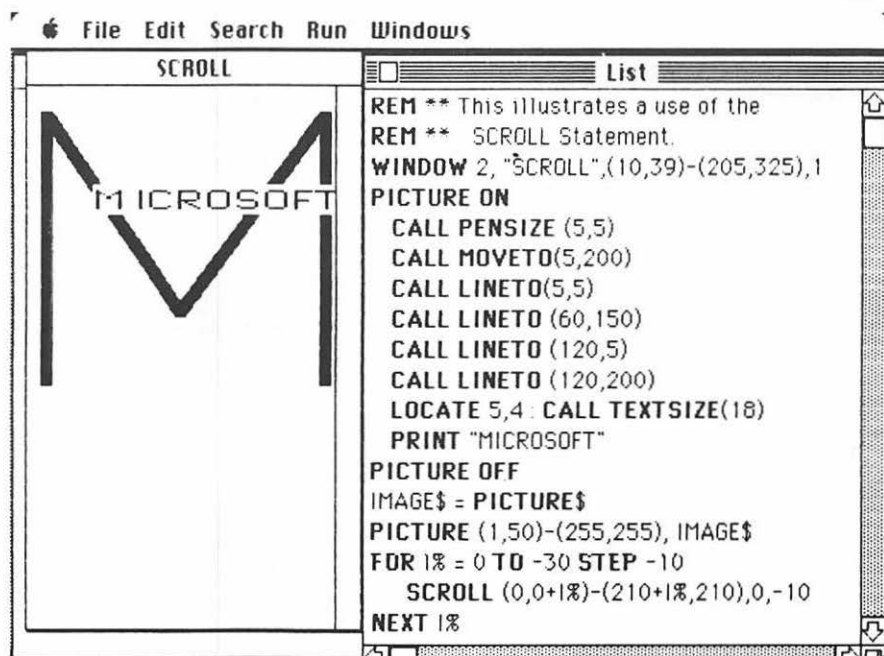 File Edit Search Run Windows
SCROLL
MICROSOFT
List
REM ** This illustrates a use of the
REM ** SCROLL Statement.
WINDOW 2, "SCROLL",(10,39)-(205,325),1
PICTURE ON
CALL PENSIZE (5,5)
CALL MOVETO(5,200)
CALL LINETO(5,5)
CALL LINETO (60,150)
CALL LINETO (120,5)
CALL LINETO (120,200)
LOCATE 5,4 : CALL TEXTSIZE(18)
PRINT "MICROSOFT"
PICTURE OFF
IMAGE$ = PICTURE$
PICTURE (1,50)-(255,255), IMAGE$
FOR I% = 0 TO -30 STEP -10
SCROLL (0,0+I%)-(210+I%,210),0,-10
NEXT I%